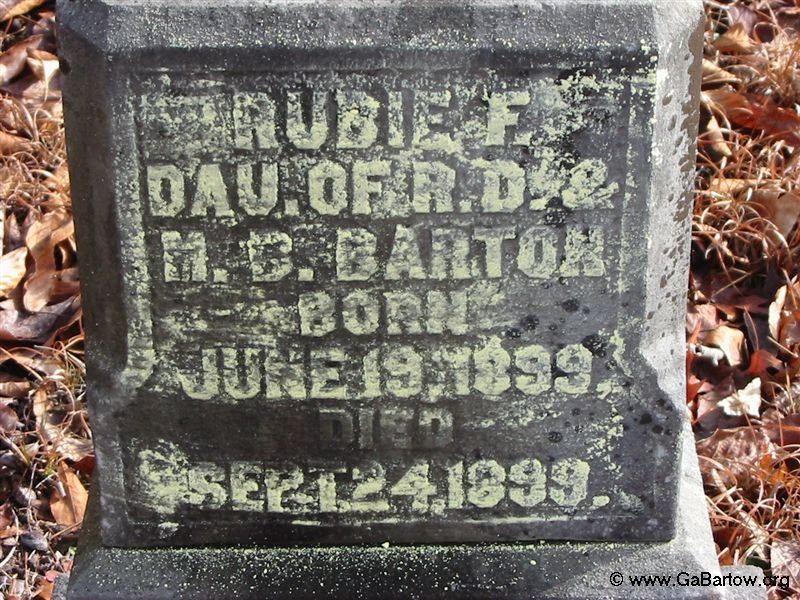 RUBIE F.
DAU. OF. R. D. &
M. C. BARTON
BORN
JUNE 19, 1899.
DIED
SEPT. 24, 1899.
© www.GaBartow.org